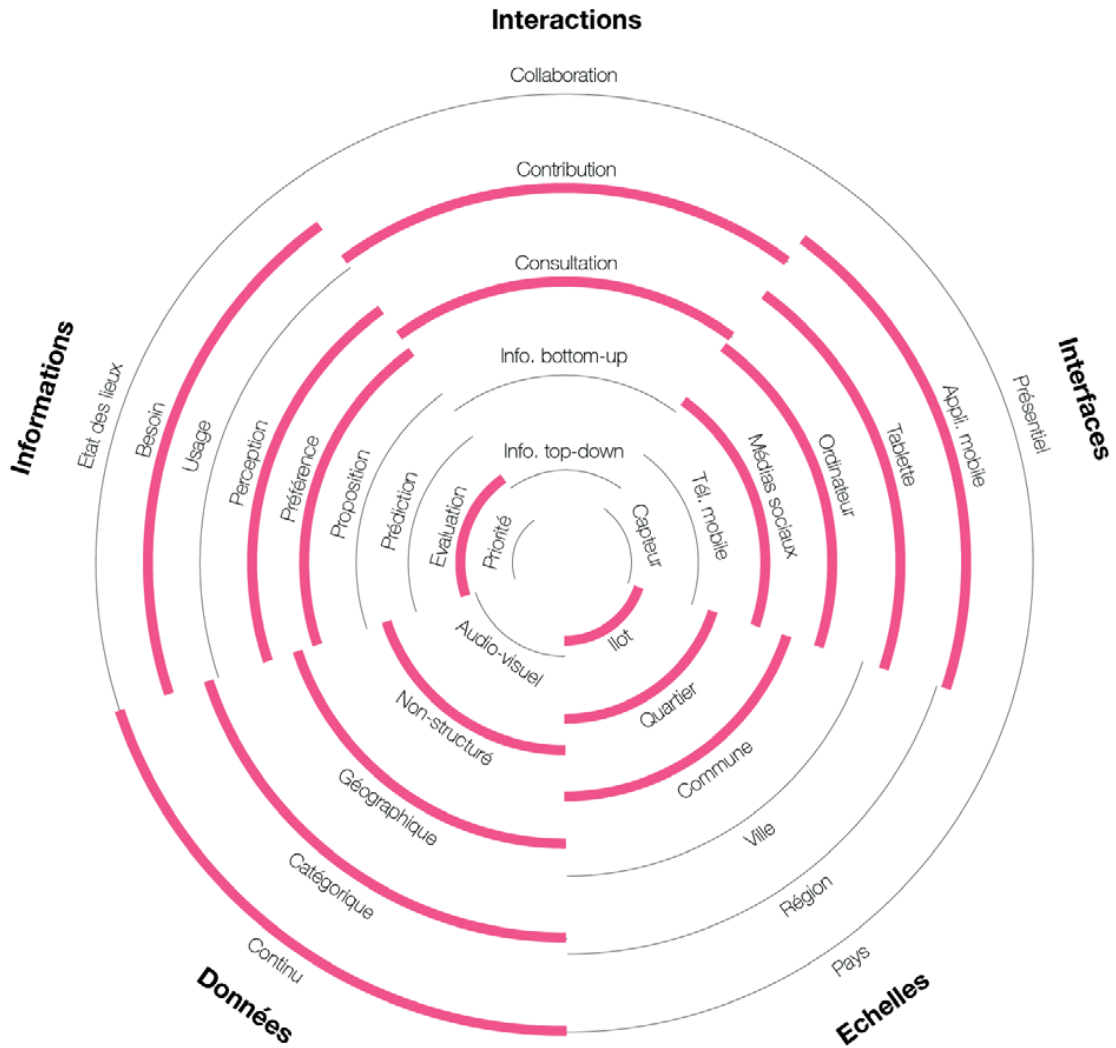 Interactions
Collaboration
Contribution
Consultation
Info. bottom-up
Info. top-down
Informations
Etat des lieux
Besoin
Usage
Perception
Préférence
Proposition
Prédiction
Evaluation
Priorité
Interfaces
Présentiel
Appli. mobile
Tablette
Ordinateur
Médias sociaux
Tél. mobile
Capteur
Données
Audio-visuel
Non-structuré
Géographique
Catégorique
Continu
Echelles
Ilot
Quartier
Commune
Ville
Région
Pays